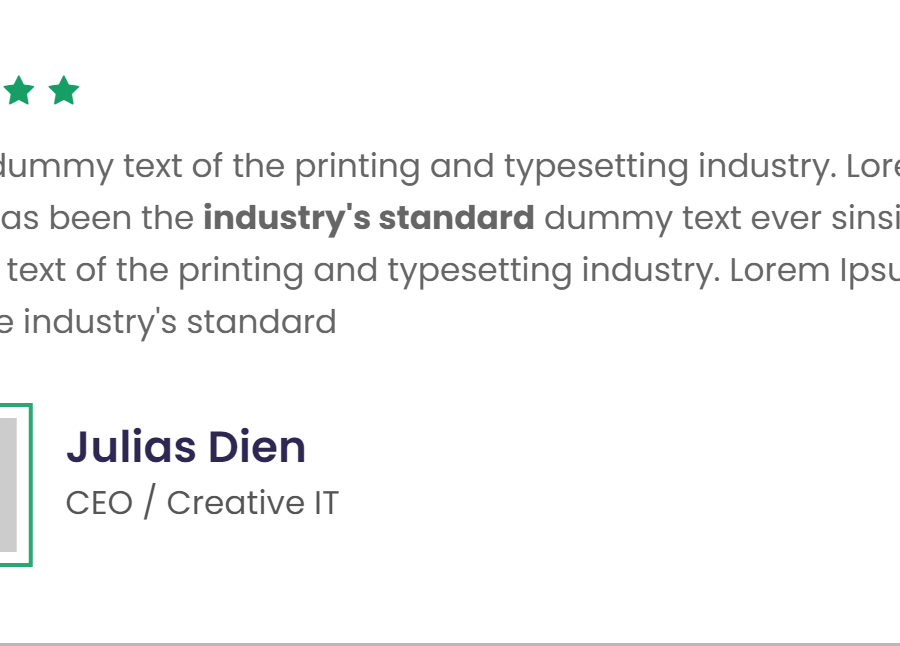 dummy text of the printing and typesetting industry. Lore
as been the industry's standard dummy text ever sinsi
text of the printing and typesetting industry. Lorem Ipsu
e industry's standard
Julias Dien
CEO / Creative IT